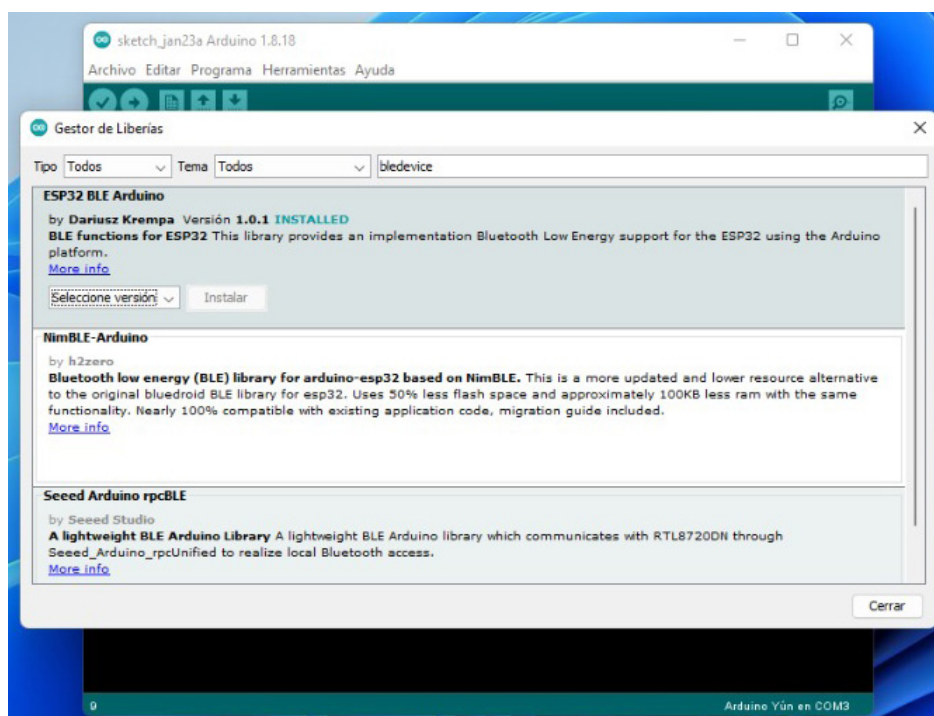 sketch_jan23a Arduino 1.8.18
Archivo Editar Programa Herramientas Ayuda
Gestor de Liberías
Tipo Todos Tema Todos bledevice
ESP32 BLE Arduino
by Dariusz Krempa Versión 1.0.1 INSTALLED
BLE functions for ESP32 This library provides an implementation Bluetooth Low Energy support for the ESP32 using the Arduino
platform.
More info
Seleccione versión Instalar
NimBLE-Arduino
by h2zero
Bluetooth low energy (BLE) library for arduino-esp32 based on NimBLE. This is a more updated and lower resource alternative
to the original bluedroid BLE library for esp32. Uses 50% less flash space and approximately 100KB less ram with the same
functionality. Nearly 100% compatible with existing application code, migration guide included.
More info
Seeed Arduino rpcBLE
by Seeed Studio
A lightweight BLE Arduino Library A lightweight BLE Arduino library which communicates with RTL8720DN through
Seeed_Arduino_rpcUnified to realize local Bluetooth access.
More info
Cerrar
9 Arduino Yún en COM3